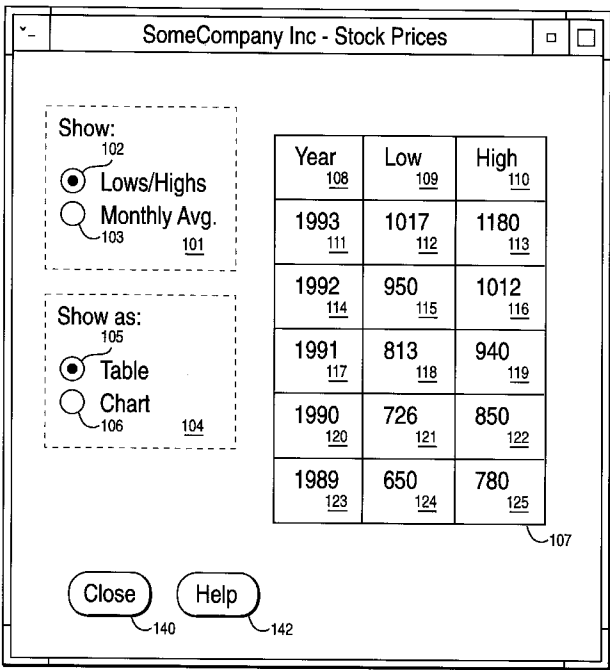 SomeCompany Inc - Stock Prices
Show:
102
Lows/Highs
Monthly Avg.
103
101
Show as:
105
Table
Chart
106
104
Year Low High
108 109 110
1993 1017 1180
111 112 113
1992 950 1012
114 115 116
1991 813 940
117 118 119
1990 726 850
120 121 122
1989 650 780
123 124 125
107
Close Help
140 142